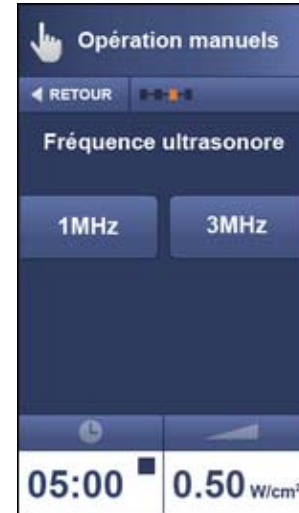 Opération manuels
RETOUR
Fréquence ultrasonore
1MHz 3MHz
05:00 0.50 W/cm²